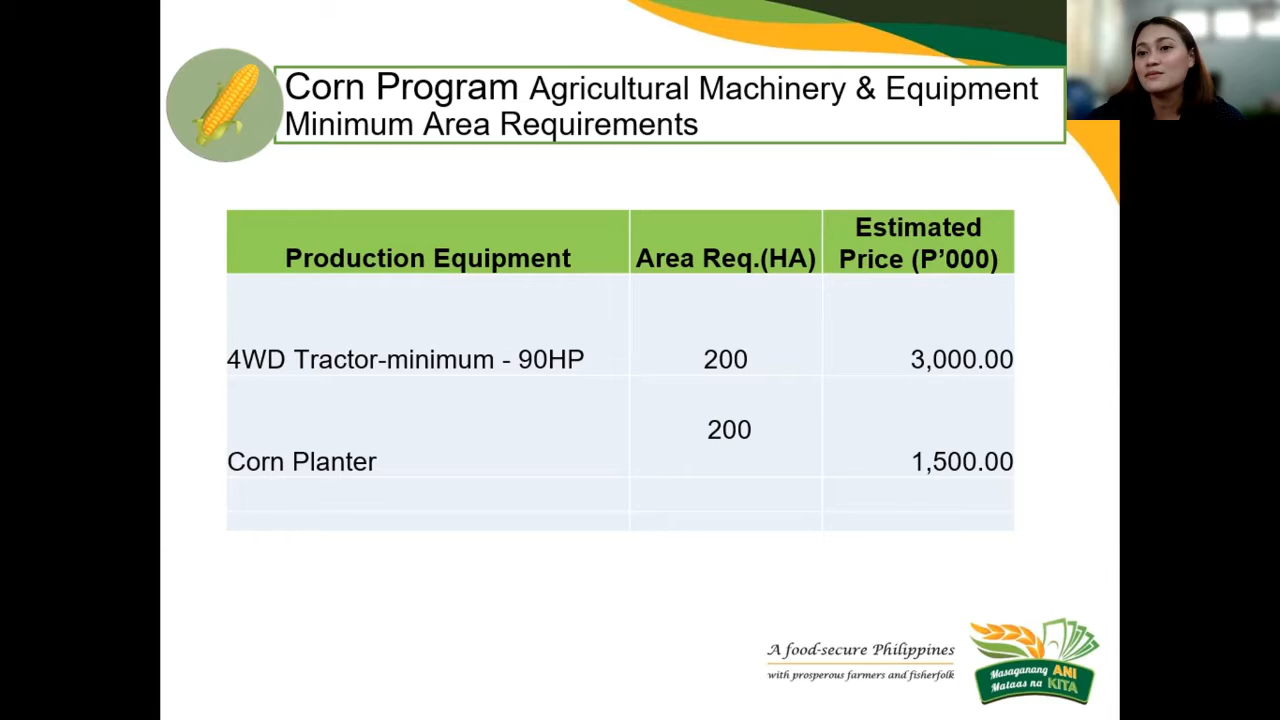 Corn Program Agricultural Machinery & Equipment
Minimum Area Requirements
Production Equipment Area Req.(HA) Estimated Price (P’000)
4WD Tractor-minimum - 90HP 200 3,000.00
Corn Planter 200 1,500.00
A food-secure Philippines
with prosperous farmers and fisherfolk
Masaganang ANI
Mataas na KITA